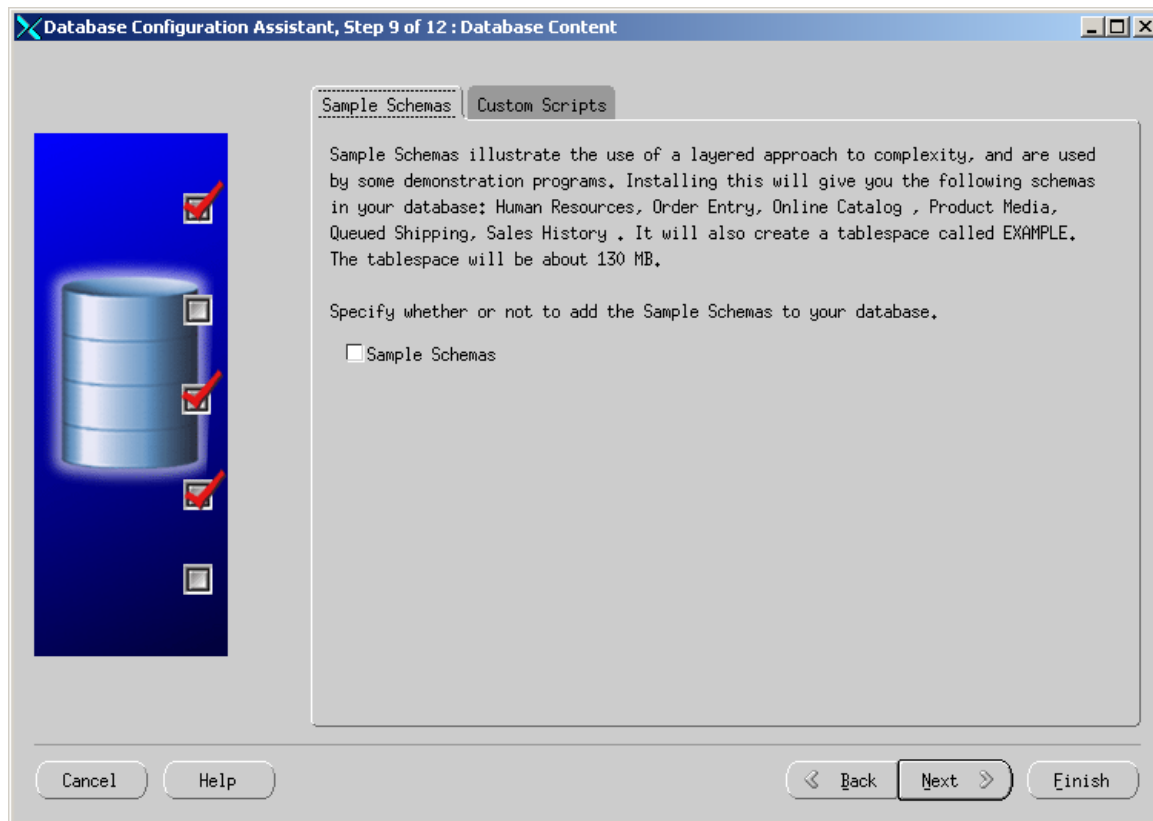 Database Configuration Assistant, Step 9 of 12 : Database Content
Sample Schemas
Custom Scripts
Sample Schemas illustrate the use of a layered approach to complexity, and are used
by some demonstration programs. Installing this will give you the following schemas
in your database: Human Resources, Order Entry, Online Catalog , Product Media,
Queued Shipping, Sales History . It will also create a tablespace called EXAMPLE.
The tablespace will be about 130 MB.
Specify whether or not to add the Sample Schemas to your database.
Sample Schemas
Cancel
Help
Back
Next
Finish